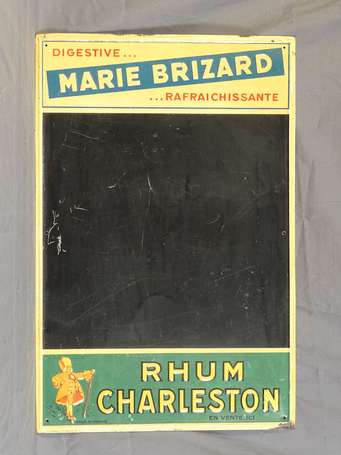 DIGESTIVE...
MARIE BRIZARD
...RAFRAICHISSANTE
RHUM
CHARLESTON
EN VENTE ICI